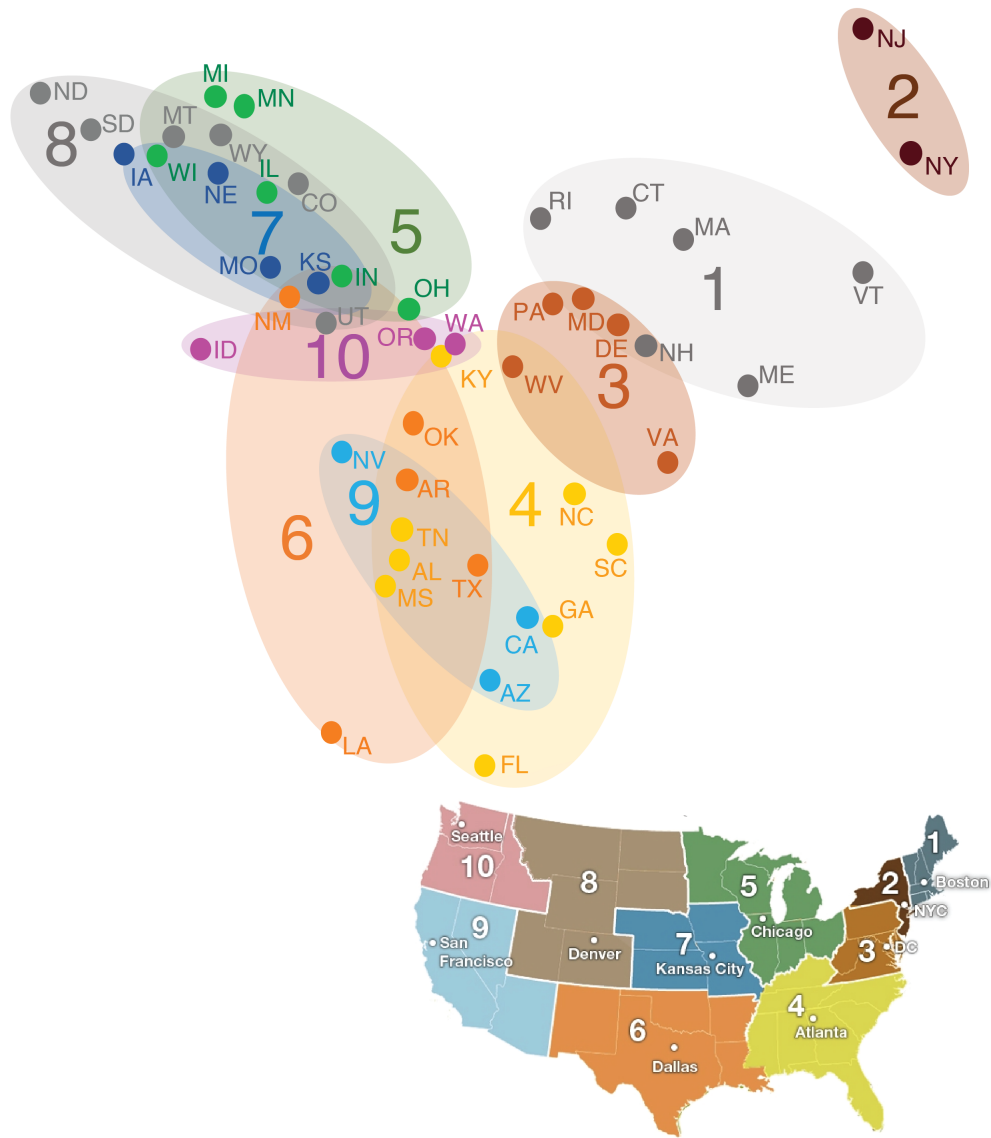 NJ
2
NY
MI
MN
ND
SD
MT
8
WY
IA
WI
IL
NE
CO
7
5
RI
CT
MA
1
VT
MO
KS
IN
OH
NM
UT
OR
WA
ID
10
PA
MD
DE
NH
KY
WV
3
ME
OK
VA
NV
AR
9
4
NC
6
TN
SC
AL
TX
MS
GA
CA
AZ
LA
FL
Seattle
10
1
8
5
2
Boston
NYC
9
San
Francisco
Denver
7
Kansas City
Chicago
3
DC
4
Atlanta
6
Dallas